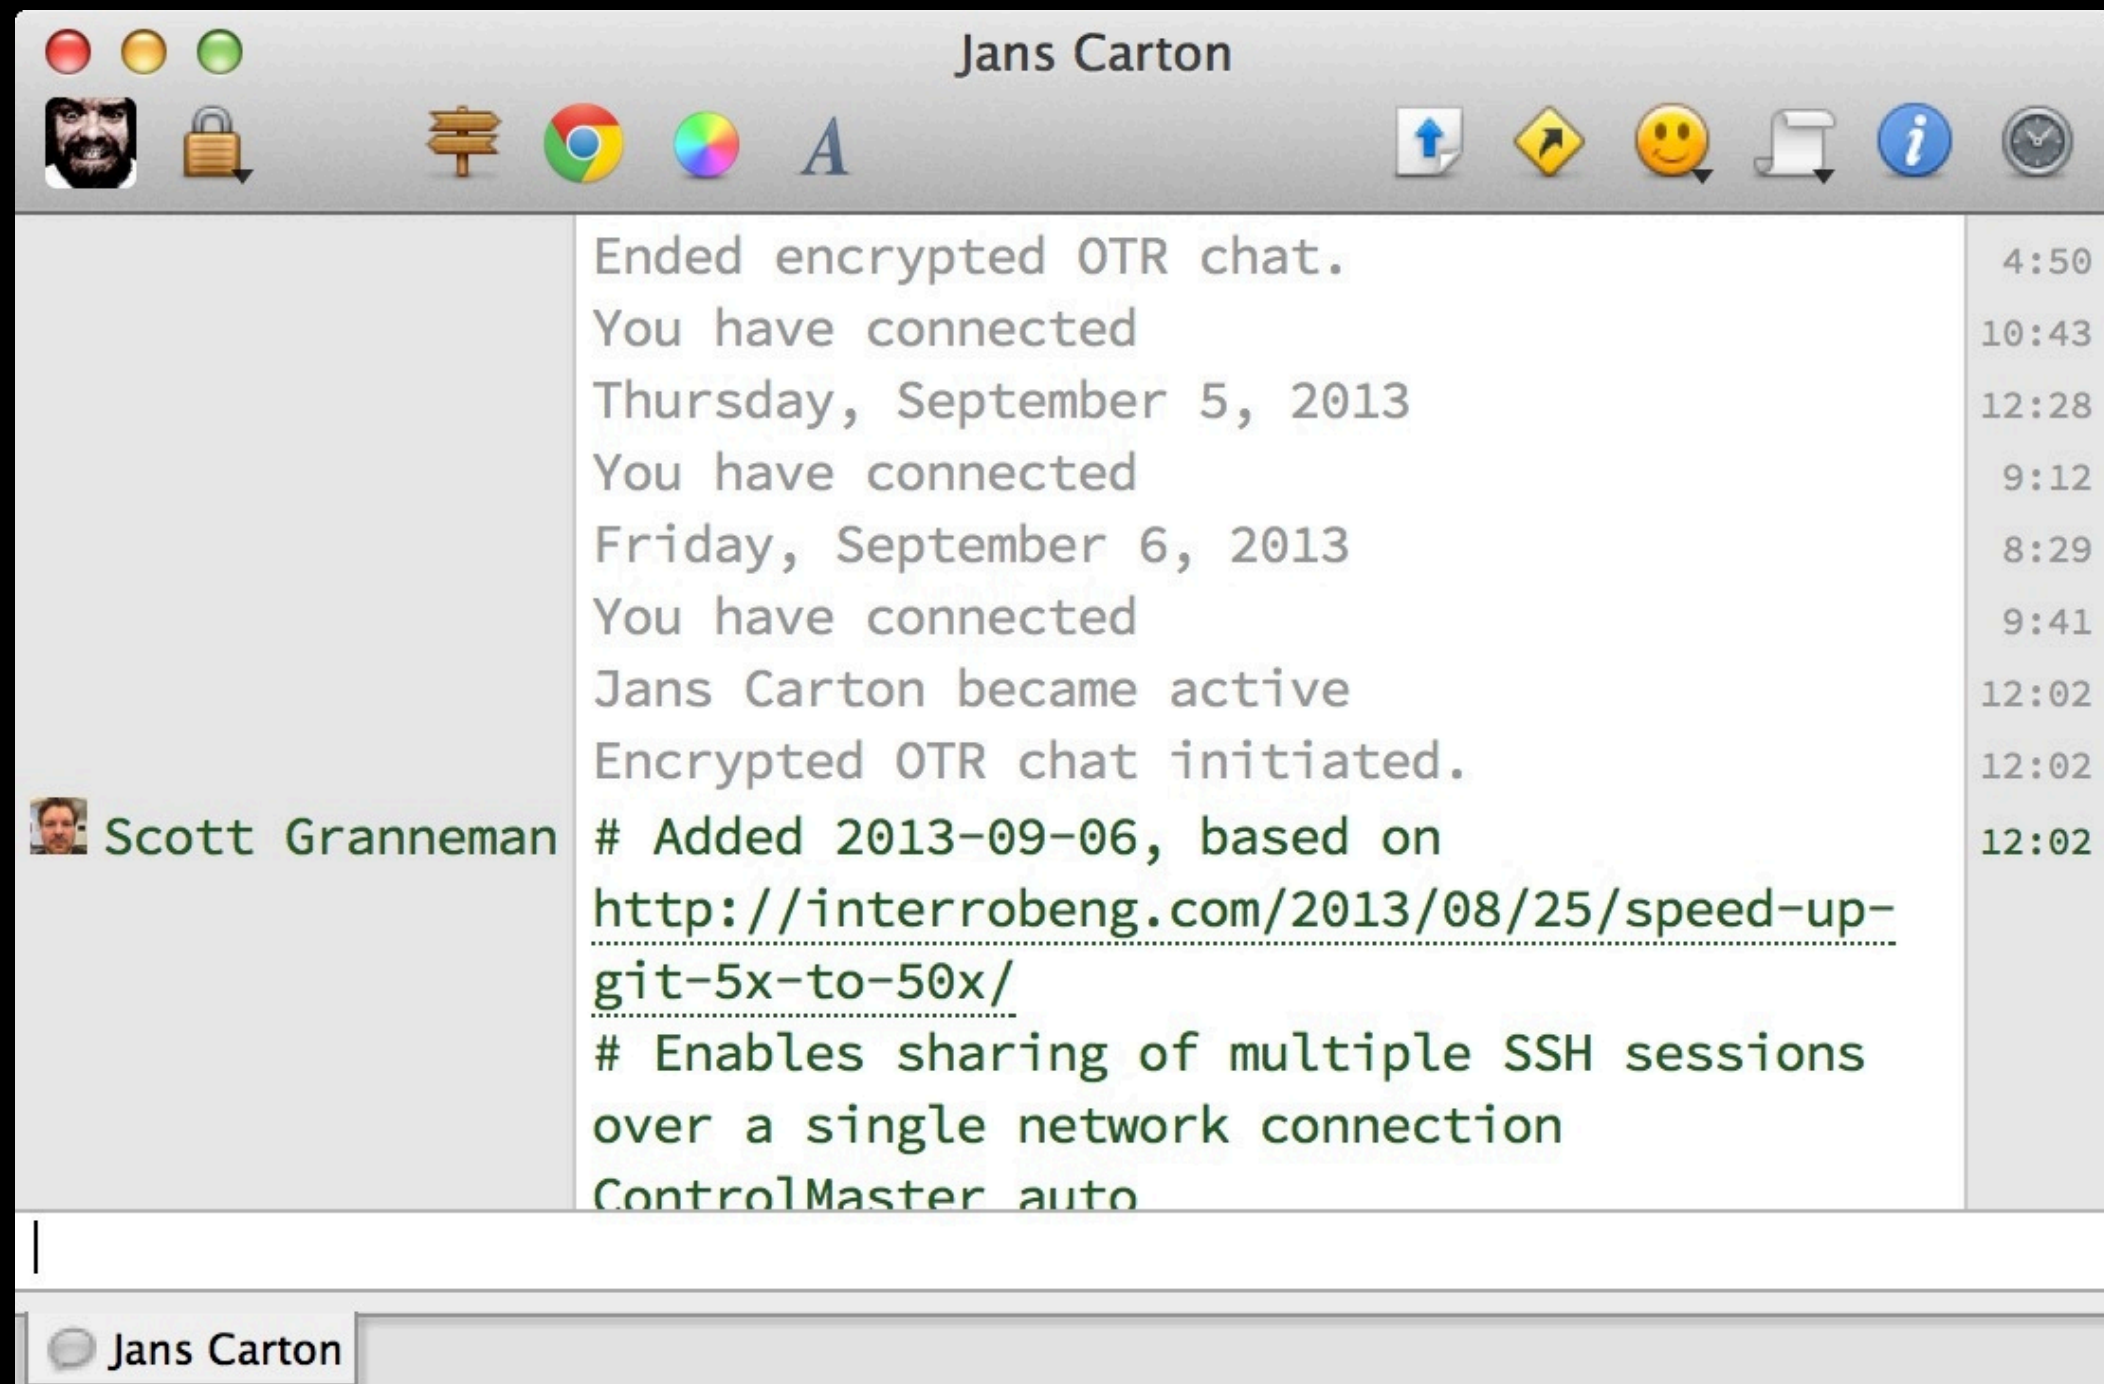 Jans Carton
Ended encrypted OTR chat. 4:50
You have connected 10:43
Thursday, September 5, 2013 12:28
You have connected 9:12
Friday, September 6, 2013 8:29
You have connected 9:41
Jans Carton became active 12:02
Encrypted OTR chat initiated. 12:02
Scott Granneman # Added 2013-09-06, based on 12:02
http://interrobeng.com/2013/08/25/speed-up-
git-5x-to-50x/
# Enables sharing of multiple SSH sessions
over a single network connection
ControlMaster auto
Jans Carton